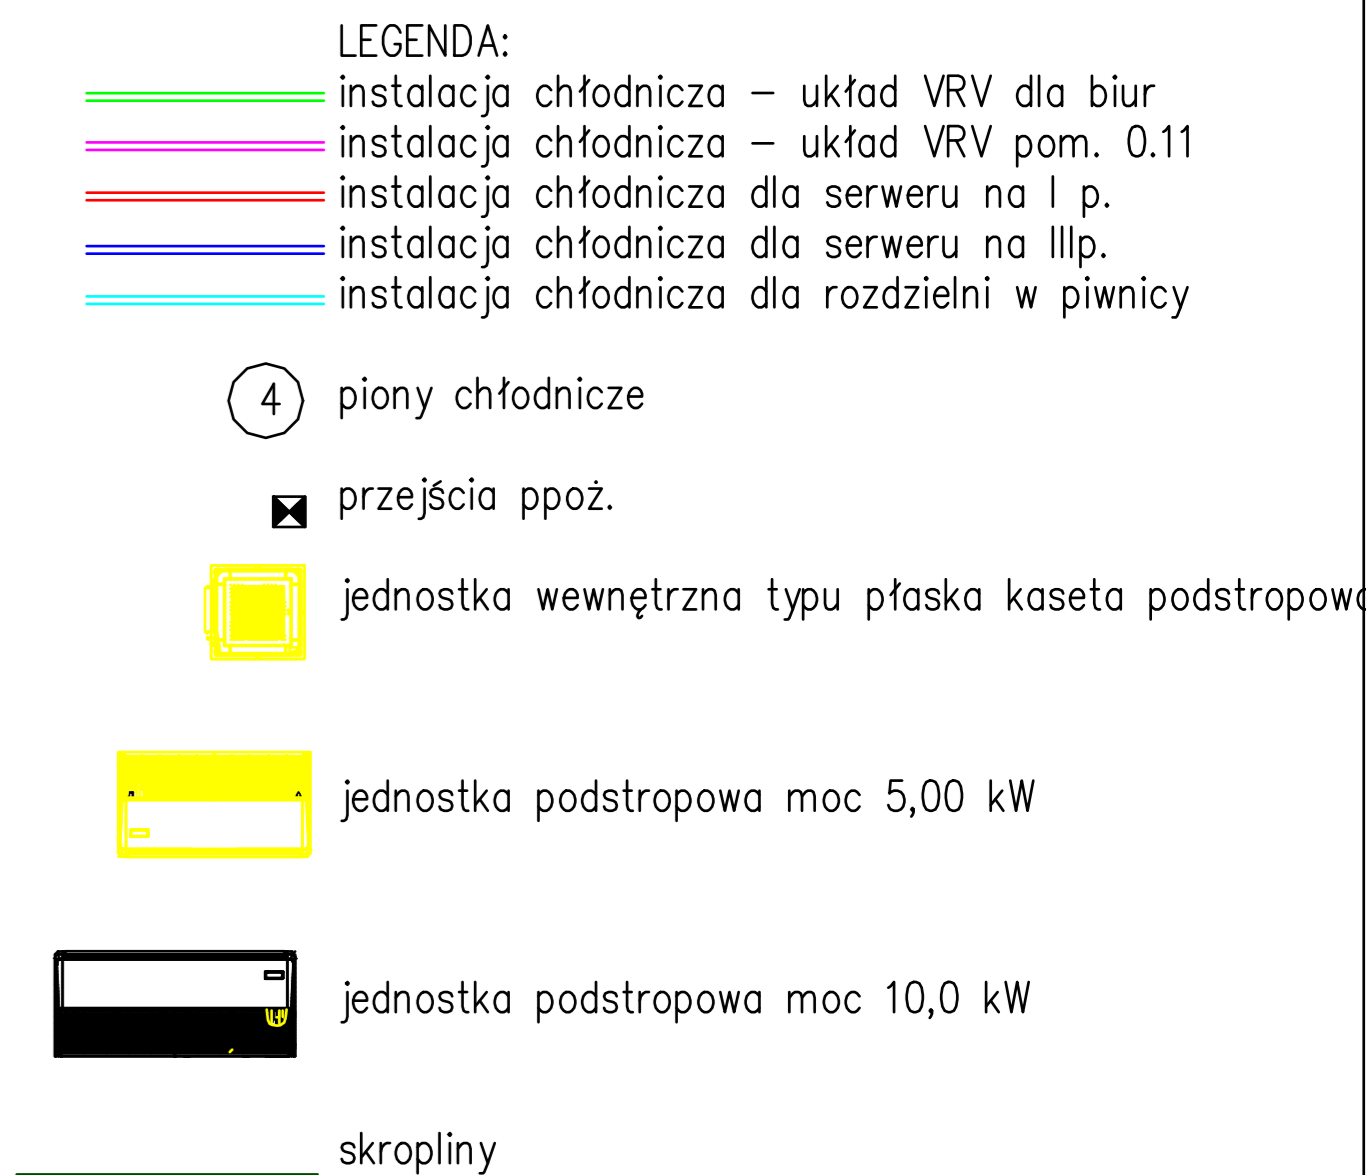 LEGENDA:
instalacja chłodnicza – układ VRV dla biur
instalacja chłodnicza – układ VRV pom. 0.11
instalacja chłodnicza dla serweru na I p.
instalacja chłodnicza dla serweru na IIIp.
instalacja chłodnicza dla rozdzielni w piwnicy
4 piony chłodnicze
przejścia ppoż.
jednostka wewnętrzna typu płaska kaseta podstropowa
jednostka podstropowa moc 5,00 kW
jednostka podstropowa moc 10,0 kW
skropliny